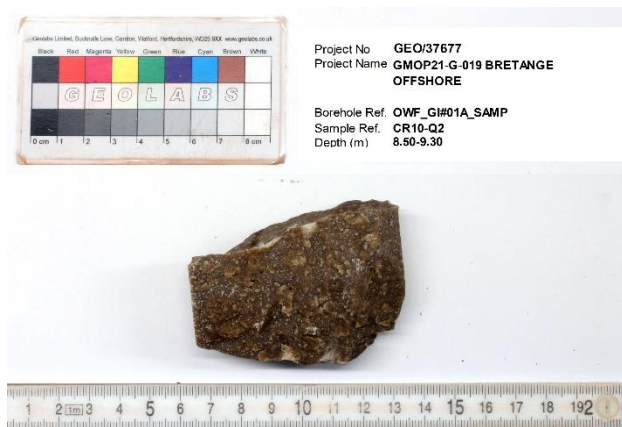 Geolabs Limited, Bucknalls Lane, Garston, Watford, Hertfordshire, WD25 9XX www.geolabs.co.uk
Black Red Magenta Yellow Green Blue Cyan Brown White
G E O L A B S
0 cm 1 2 3 4 5 6 7 8 cm
Project No GEO/37677
Project Name GMOP21-G-019 BRETANGE
OFFSHORE
Borehole Ref. OWF_GI#01A_SAMP
Sample Ref. CR10-Q2
Depth (m) 8.50-9.30
1 2 1m 3 4 5 6 7 8 9 10 11 12 13 14 15 16 17 18 19 2